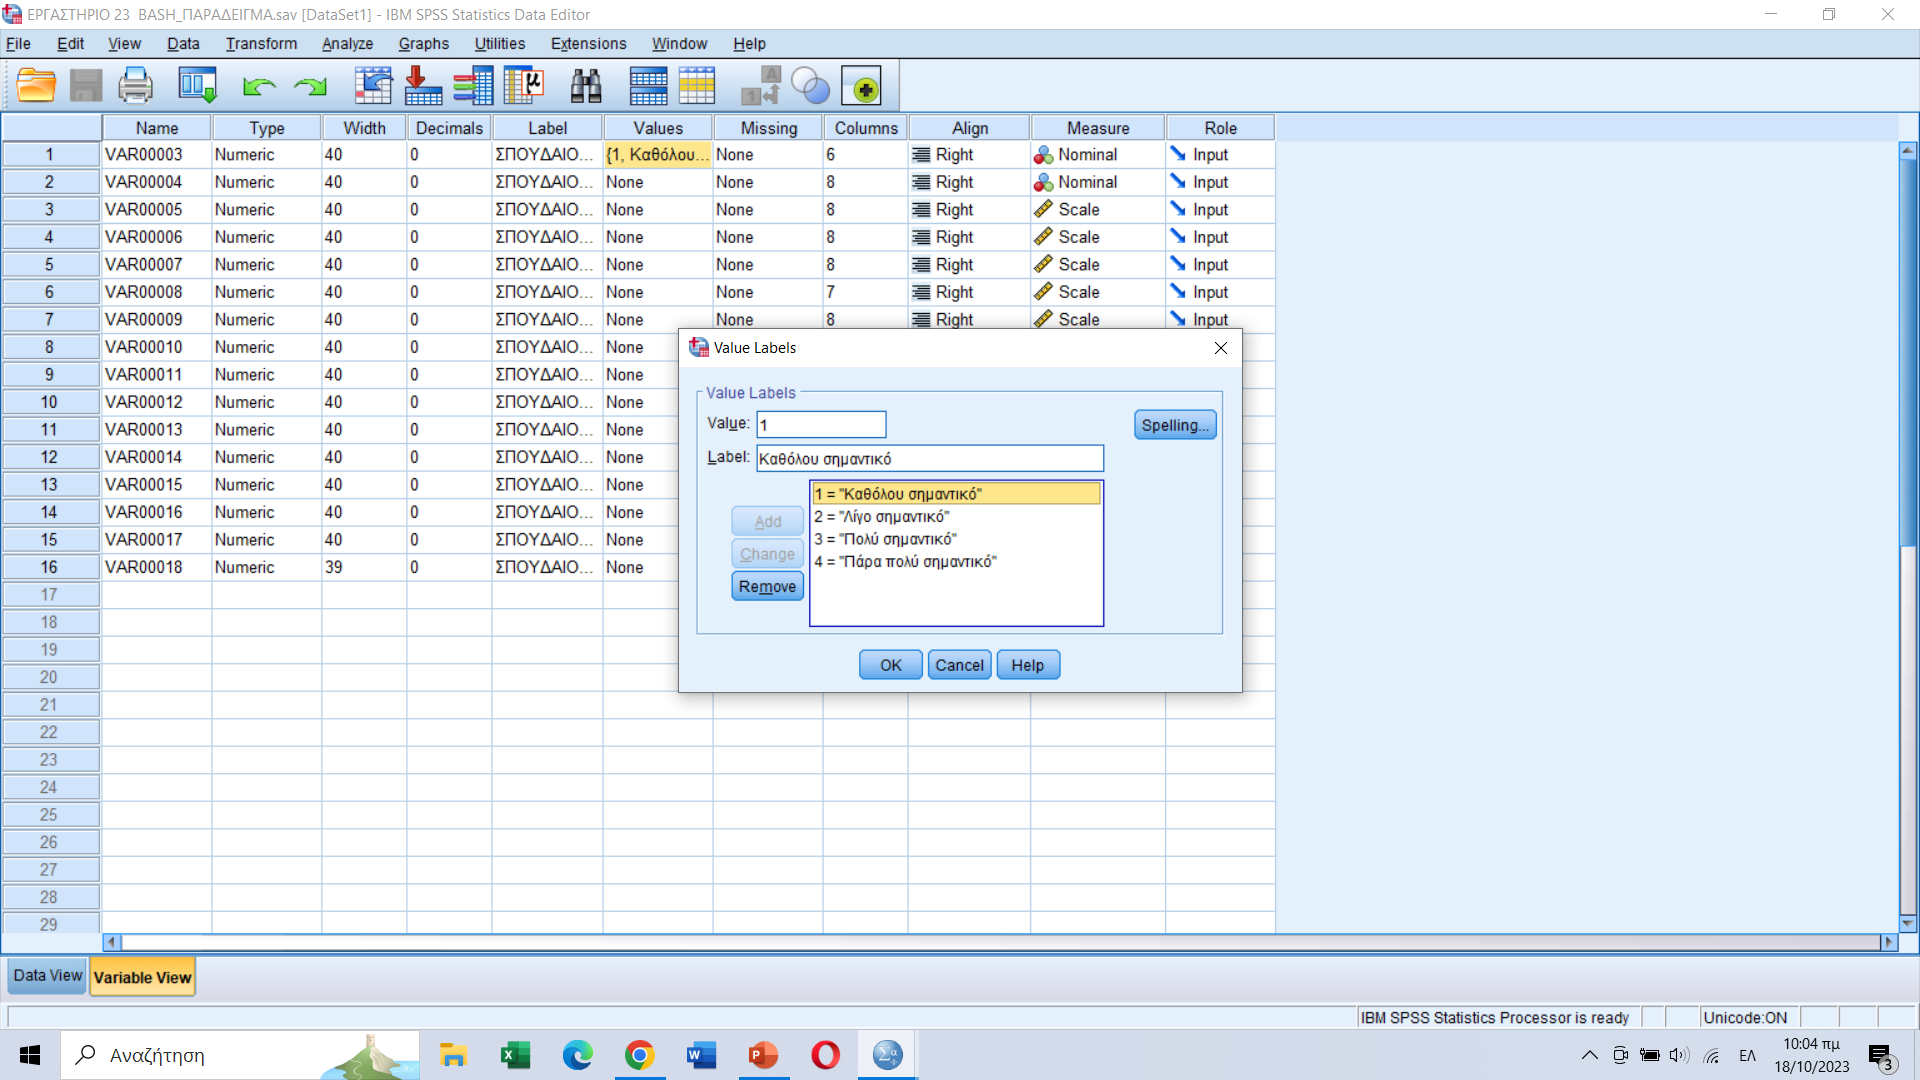 ΕΡΓΑΣΤΗΡΙΟ 23 ΒΑSH_ΠΑΡΑΔΕΙΓΜΑ.sav [DataSet1] - IBM SPSS Statistics Data Editor
File Edit View Data Transform Analyze Graphs Utilities Extensions Window Help
Name Type Width Decimals Label Values Missing Columns Align Measure Role
1 VAR00003 Numeric 40 0 ΣΠΟΥΔΑΙΟ... {1, Καθόλου... None 6 Right Nominal Input
2 VAR00004 Numeric 40 0 ΣΠΟΥΔΑΙΟ... None None 8 Right Nominal Input
3 VAR00005 Numeric 40 0 ΣΠΟΥΔΑΙΟ... None None 8 Right Scale Input
4 VAR00006 Numeric 40 0 ΣΠΟΥΔΑΙΟ... None None 8 Right Scale Input
5 VAR00007 Numeric 40 0 ΣΠΟΥΔΑΙΟ... None None 8 Right Scale Input
6 VAR00008 Numeric 40 0 ΣΠΟΥΔΑΙΟ... None None 7 Right Scale Input
7 VAR00009 Numeric 40 0 ΣΠΟΥΔΑΙΟ... None None 8 Right Scale Input
8 VAR00010 Numeric 40 0 ΣΠΟΥΔΑΙΟ... None
9 VAR00011 Numeric 40 0 ΣΠΟΥΔΑΙΟ... None
10 VAR00012 Numeric 40 0 ΣΠΟΥΔΑΙΟ... None
11 VAR00013 Numeric 40 0 ΣΠΟΥΔΑΙΟ... None
12 VAR00014 Numeric 40 0 ΣΠΟΥΔΑΙΟ... None
13 VAR00015 Numeric 40 0 ΣΠΟΥΔΑΙΟ... None
14 VAR00016 Numeric 40 0 ΣΠΟΥΔΑΙΟ... None
15 VAR00017 Numeric 40 0 ΣΠΟΥΔΑΙΟ... None
16 VAR00018 Numeric 39 0 ΣΠΟΥΔΑΙΟ... None
17
18
19
20
21
22
23
24
25
26
27
28
29
Value Labels
Value Labels
Value: 1
Spelling...
Label: Καθόλου σημαντικό
1 = "Καθόλου σημαντικό"
2 = "Λίγο σημαντικό"
3 = "Πολύ σημαντικό"
4 = "Πάρα πολύ σημαντικό"
Add
Change
Remove
OK Cancel Help
Data View Variable View
IBM SPSS Statistics Processor is ready Unicode:ON
Αναζήτηση
ΕΛ
10:04 πμ
18/10/2023
3